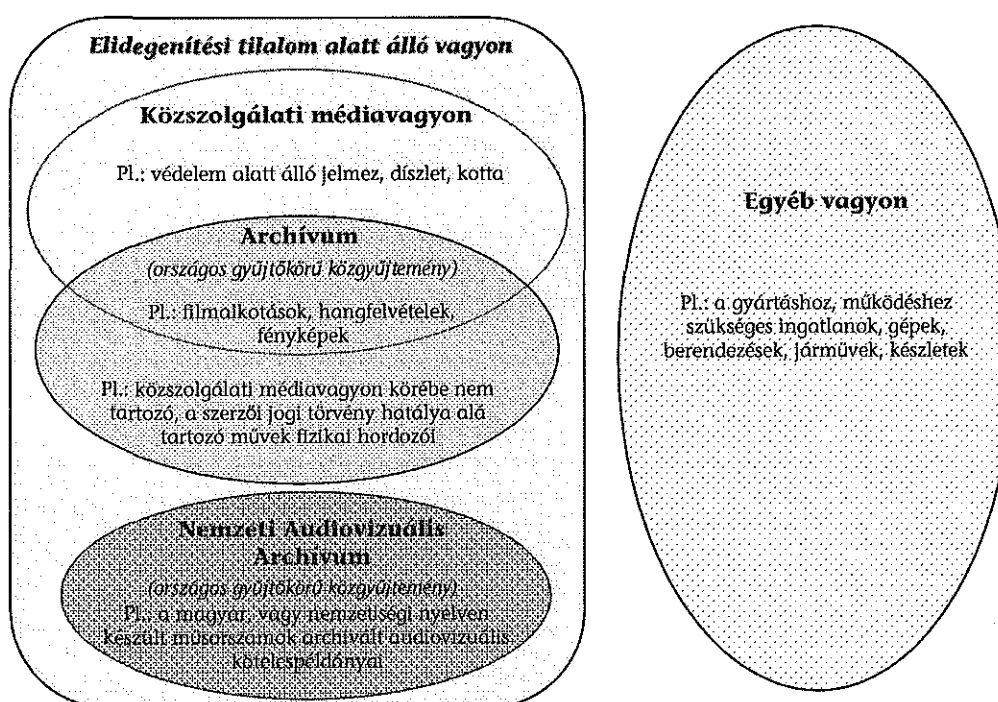 Elidegenítési tilalom alatt álló vagyon
Közszolgálati médiavagyon
Pl.: védelem alatt álló jelmez, díszlet, kotta
Archívum
(országos gyűjtőkörű közgyűjtemény)
Pl.: filmalkotások, hangfelvételek,
fényképek
Pl.: közszolgálati médiavagyon körébe nem
tartozó, a szerzői jogi törvény hatálya alá
tartozó művek fizikai hordozói
Nemzeti Audiovizuális
Archívum
(országos gyűjtőkörű közgyűjtemény)
Pl.: a magyar, vagy nemzetiségi nyelven
készült műsorszámok archivált audiovizuális
kötelespéldányai
Egyéb vagyon
Pl.: a gyártáshoz, működéshez
szükséges ingatlanok, gépek,
berendezések, járművek, készletek